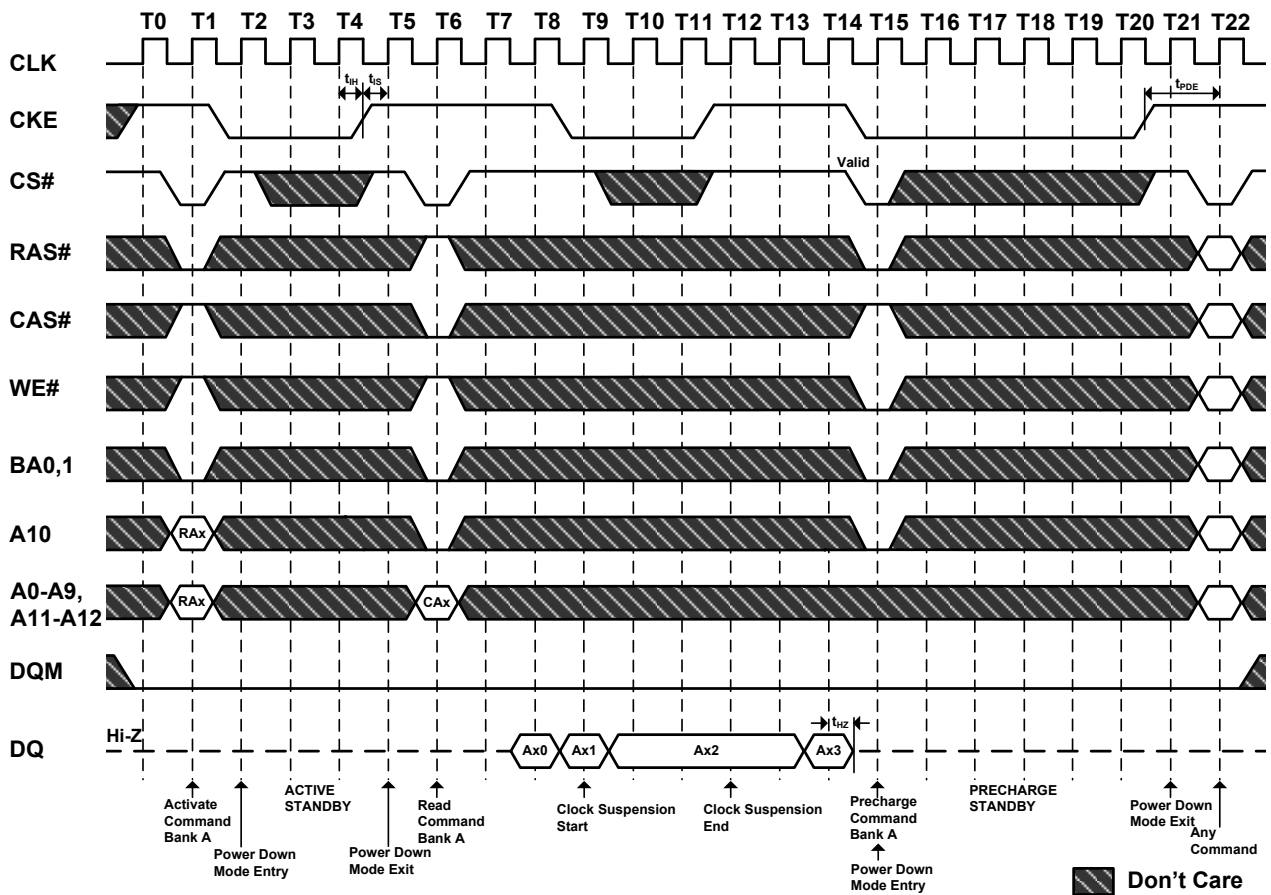 T0 T1 T2 T3 T4 T5 T6 T7 T8 T9 T10 T11 T12 T13 T14 T15 T16 T17 T18 T19 T20 T21 T22
CLK
tIH tIS
tPDE
CKE
Valid
CS#
RAS#
CAS#
WE#
BA0,1
A10
RAx
A0-A9,
A11-A12
RAx
CAx
DQM
Hi-Z
tHZ
DQ
Ax0 Ax1 Ax2 Ax3
Activate
Command
Bank A
Power Down
Mode Entry
ACTIVE
STANDBY
Power Down
Mode Exit
Read
Command
Bank A
Clock Suspension
Start
Clock Suspension
End
Precharge
Command
Bank A
Power Down
Mode Entry
PRECHARGE
STANDBY
Power Down
Mode Exit
Any
Command
Don't Care